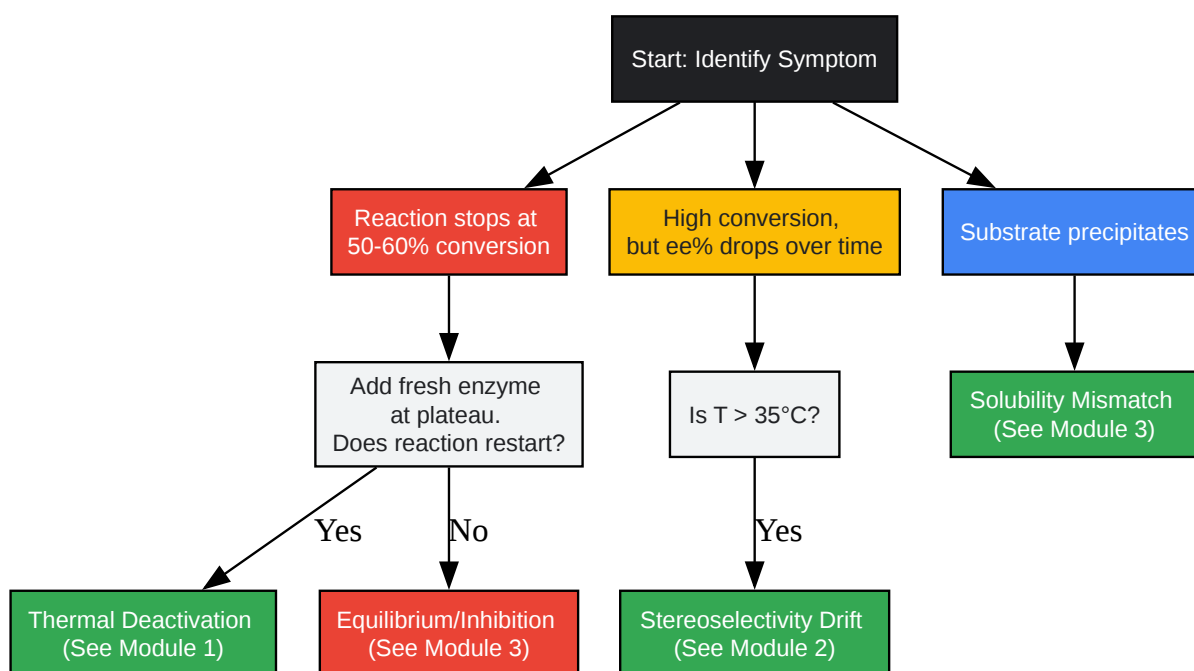 Start: Identify Symptom
Reaction stops at
50-60% conversion
High conversion,
but ee% drops over time
Substrate precipitates
Add fresh enzyme
at plateau.
Does reaction restart?
Is T > 35°C?
Solubility Mismatch
(See Module 3)
Yes
No
Yes
Thermal Deactivation
(See Module 1)
Equilibrium/Inhibition
(See Module 3)
Stereoselectivity Drift
(See Module 2)